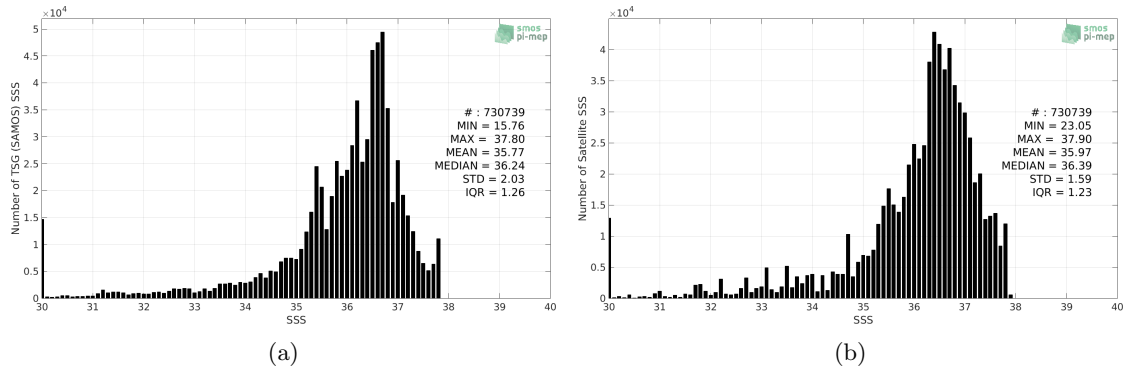 ×10⁴
5
4.5
4
3.5
3
2.5
2
1.5
1
0.5
0
Number of TSG (SAMOS) SSS
smos
pi-mep
# : 730739
MIN = 15.76
MAX = 37.80
MEAN = 35.77
MEDIAN = 36.24
STD = 2.03
IQR = 1.26
30 31 32 33 34 35 36 37 38 39 40
SSS
(a)
×10⁴
4
3.5
3
2.5
2
1.5
1
0.5
0
Number of Satellite SSS
smos
pi-mep
# : 730739
MIN = 23.05
MAX = 37.90
MEAN = 35.97
MEDIAN = 36.39
STD = 1.59
IQR = 1.23
30 31 32 33 34 35 36 37 38 39 40
SSS
(b)